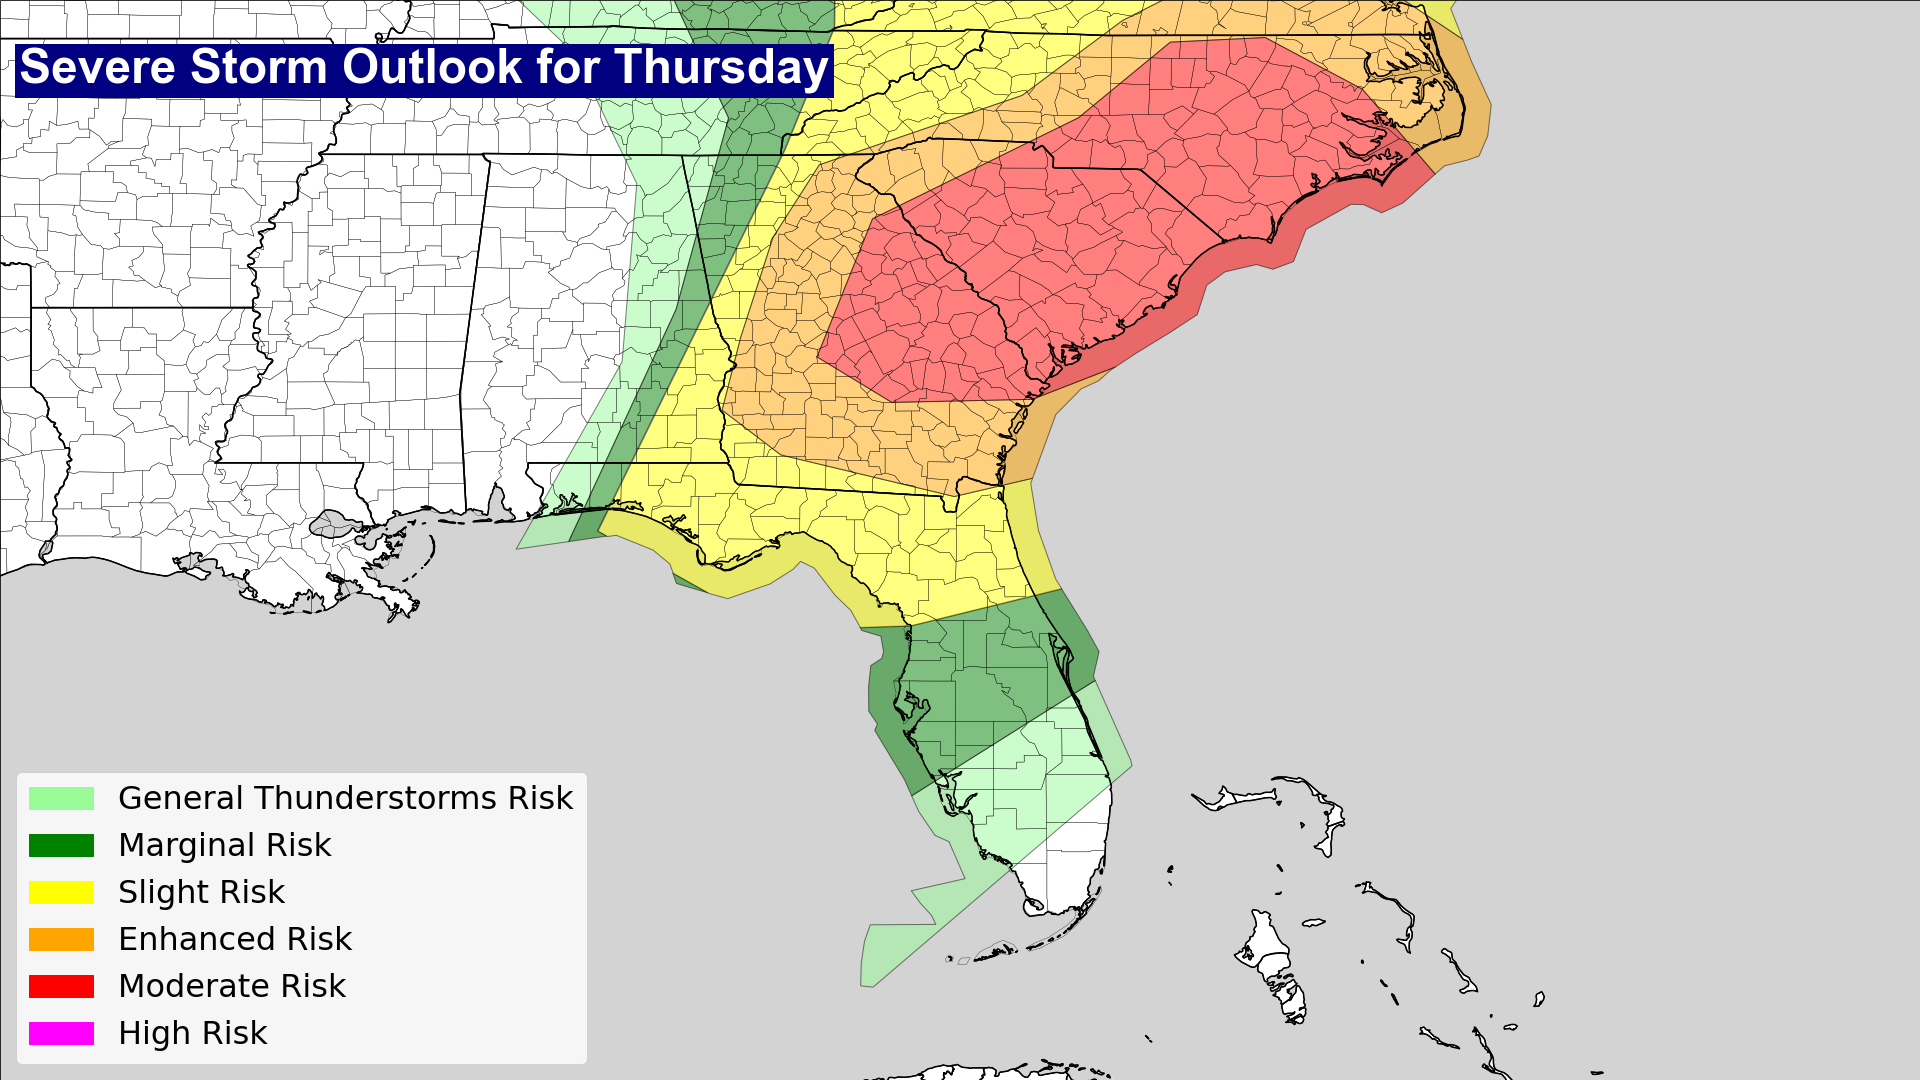 Severe Storm Outlook for Thursday
General Thunderstorms Risk
Marginal Risk
Slight Risk
Enhanced Risk
Moderate Risk
High Risk